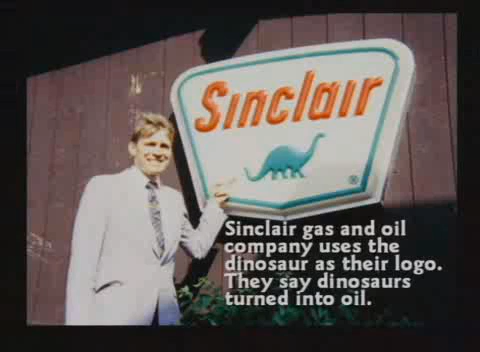 Sinclair
®
Sinclair gas and oil
company uses the
dinosaur as their logo.
They say dinosaurs
turned into oil.